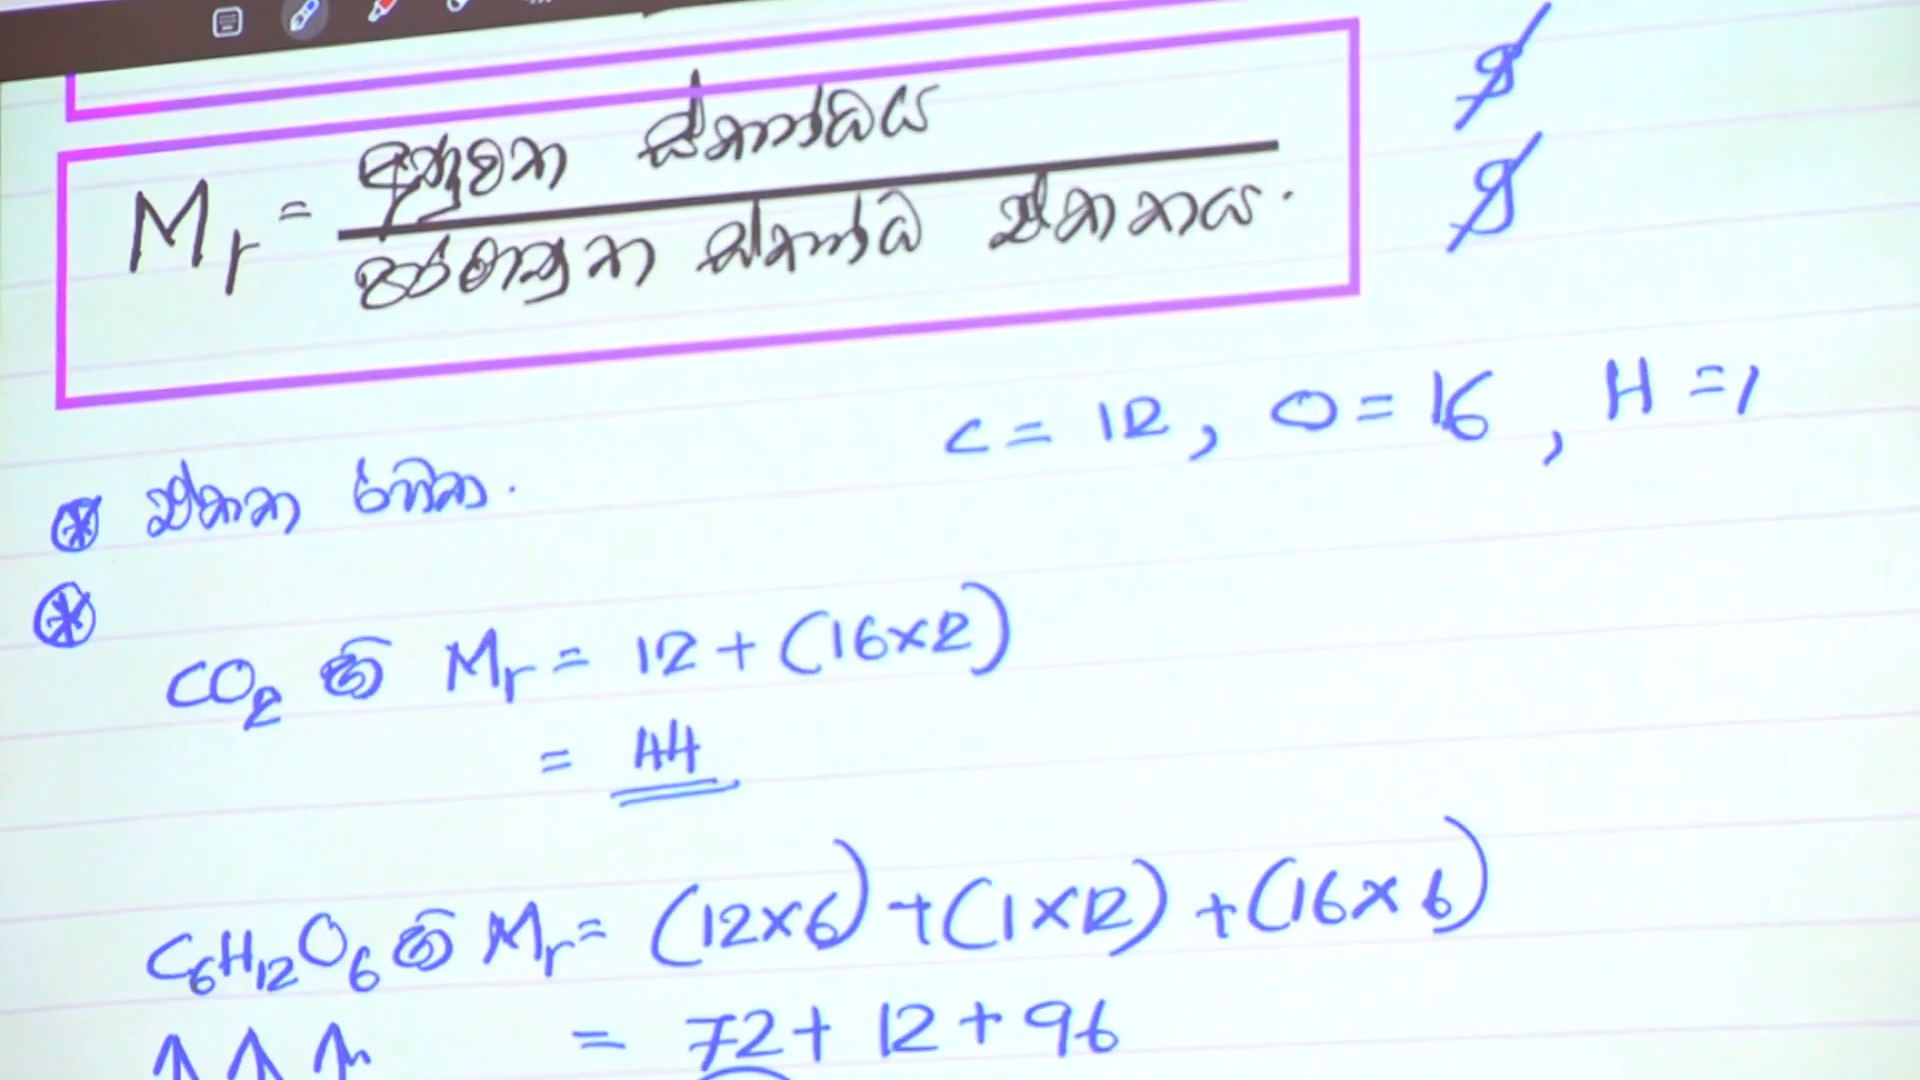 Mr = අණුවක ස්කන්ධය / පරමාණුක ස්කන්ධ ඒකකය.
g
g
C = 12, O = 16, H = 1
* ඒකක රහිත.
*
CO₂ හි Mr = 12 + (16×2)
= 44
C₆H₁₂O₆ හි Mr = (12×6) + (1×12) + (16×6)
= 72 + 12 + 96